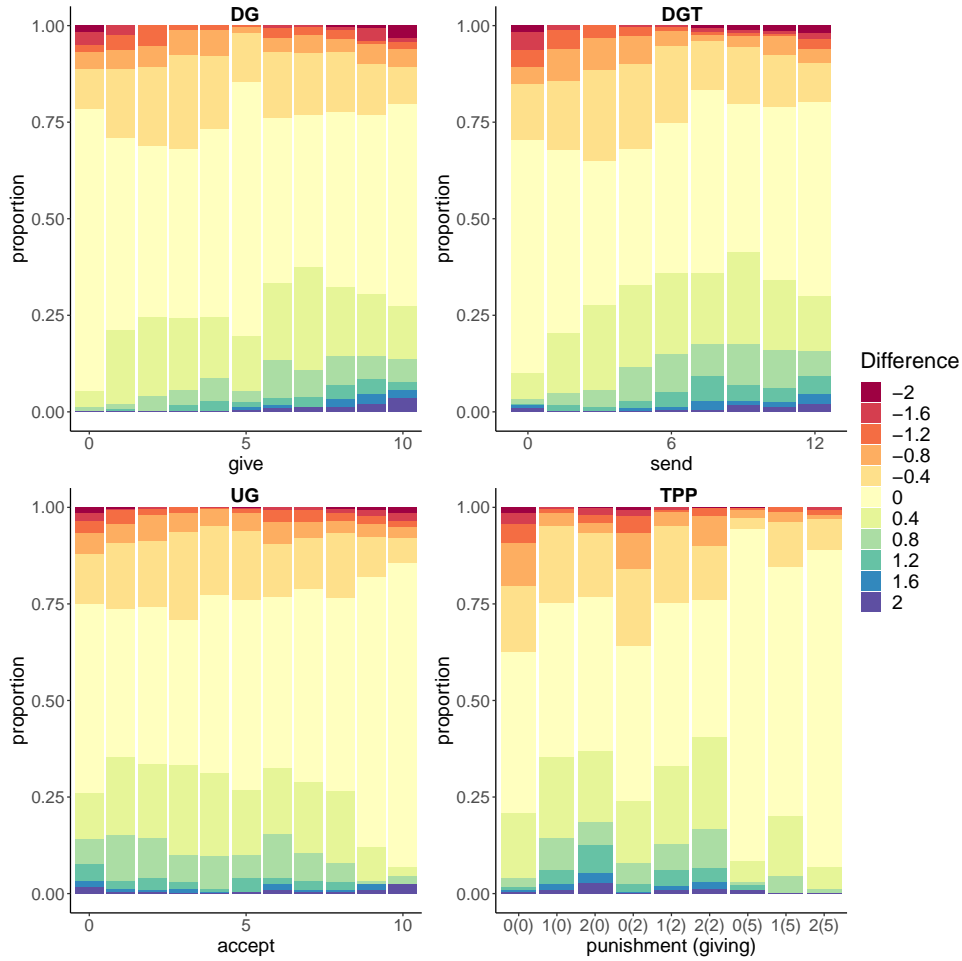 DG
1.00
0.75
0.50
0.25
0.00
proportion
0 5 10
give
DGT
1.00
0.75
0.50
0.25
0.00
proportion
0 6 12
send
UG
1.00
0.75
0.50
0.25
0.00
proportion
0 5 10
accept
TPP
1.00
0.75
0.50
0.25
0.00
proportion
0(0) 1(0) 2(0) 0(2) 1(2) 2(2) 0(5) 1(5) 2(5)
punishment (giving)
Difference
−2
−1.6
−1.2
−0.8
−0.4
0
0.4
0.8
1.2
1.6
2